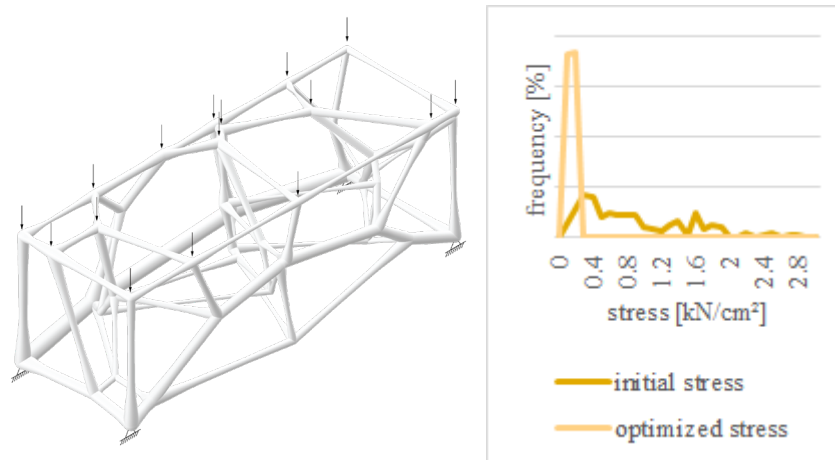 frequency [%]
0
0.4
0.8
1.2
1.6
2
2.4
2.8
stress [kN/cm²]
initial stress
optimized stress